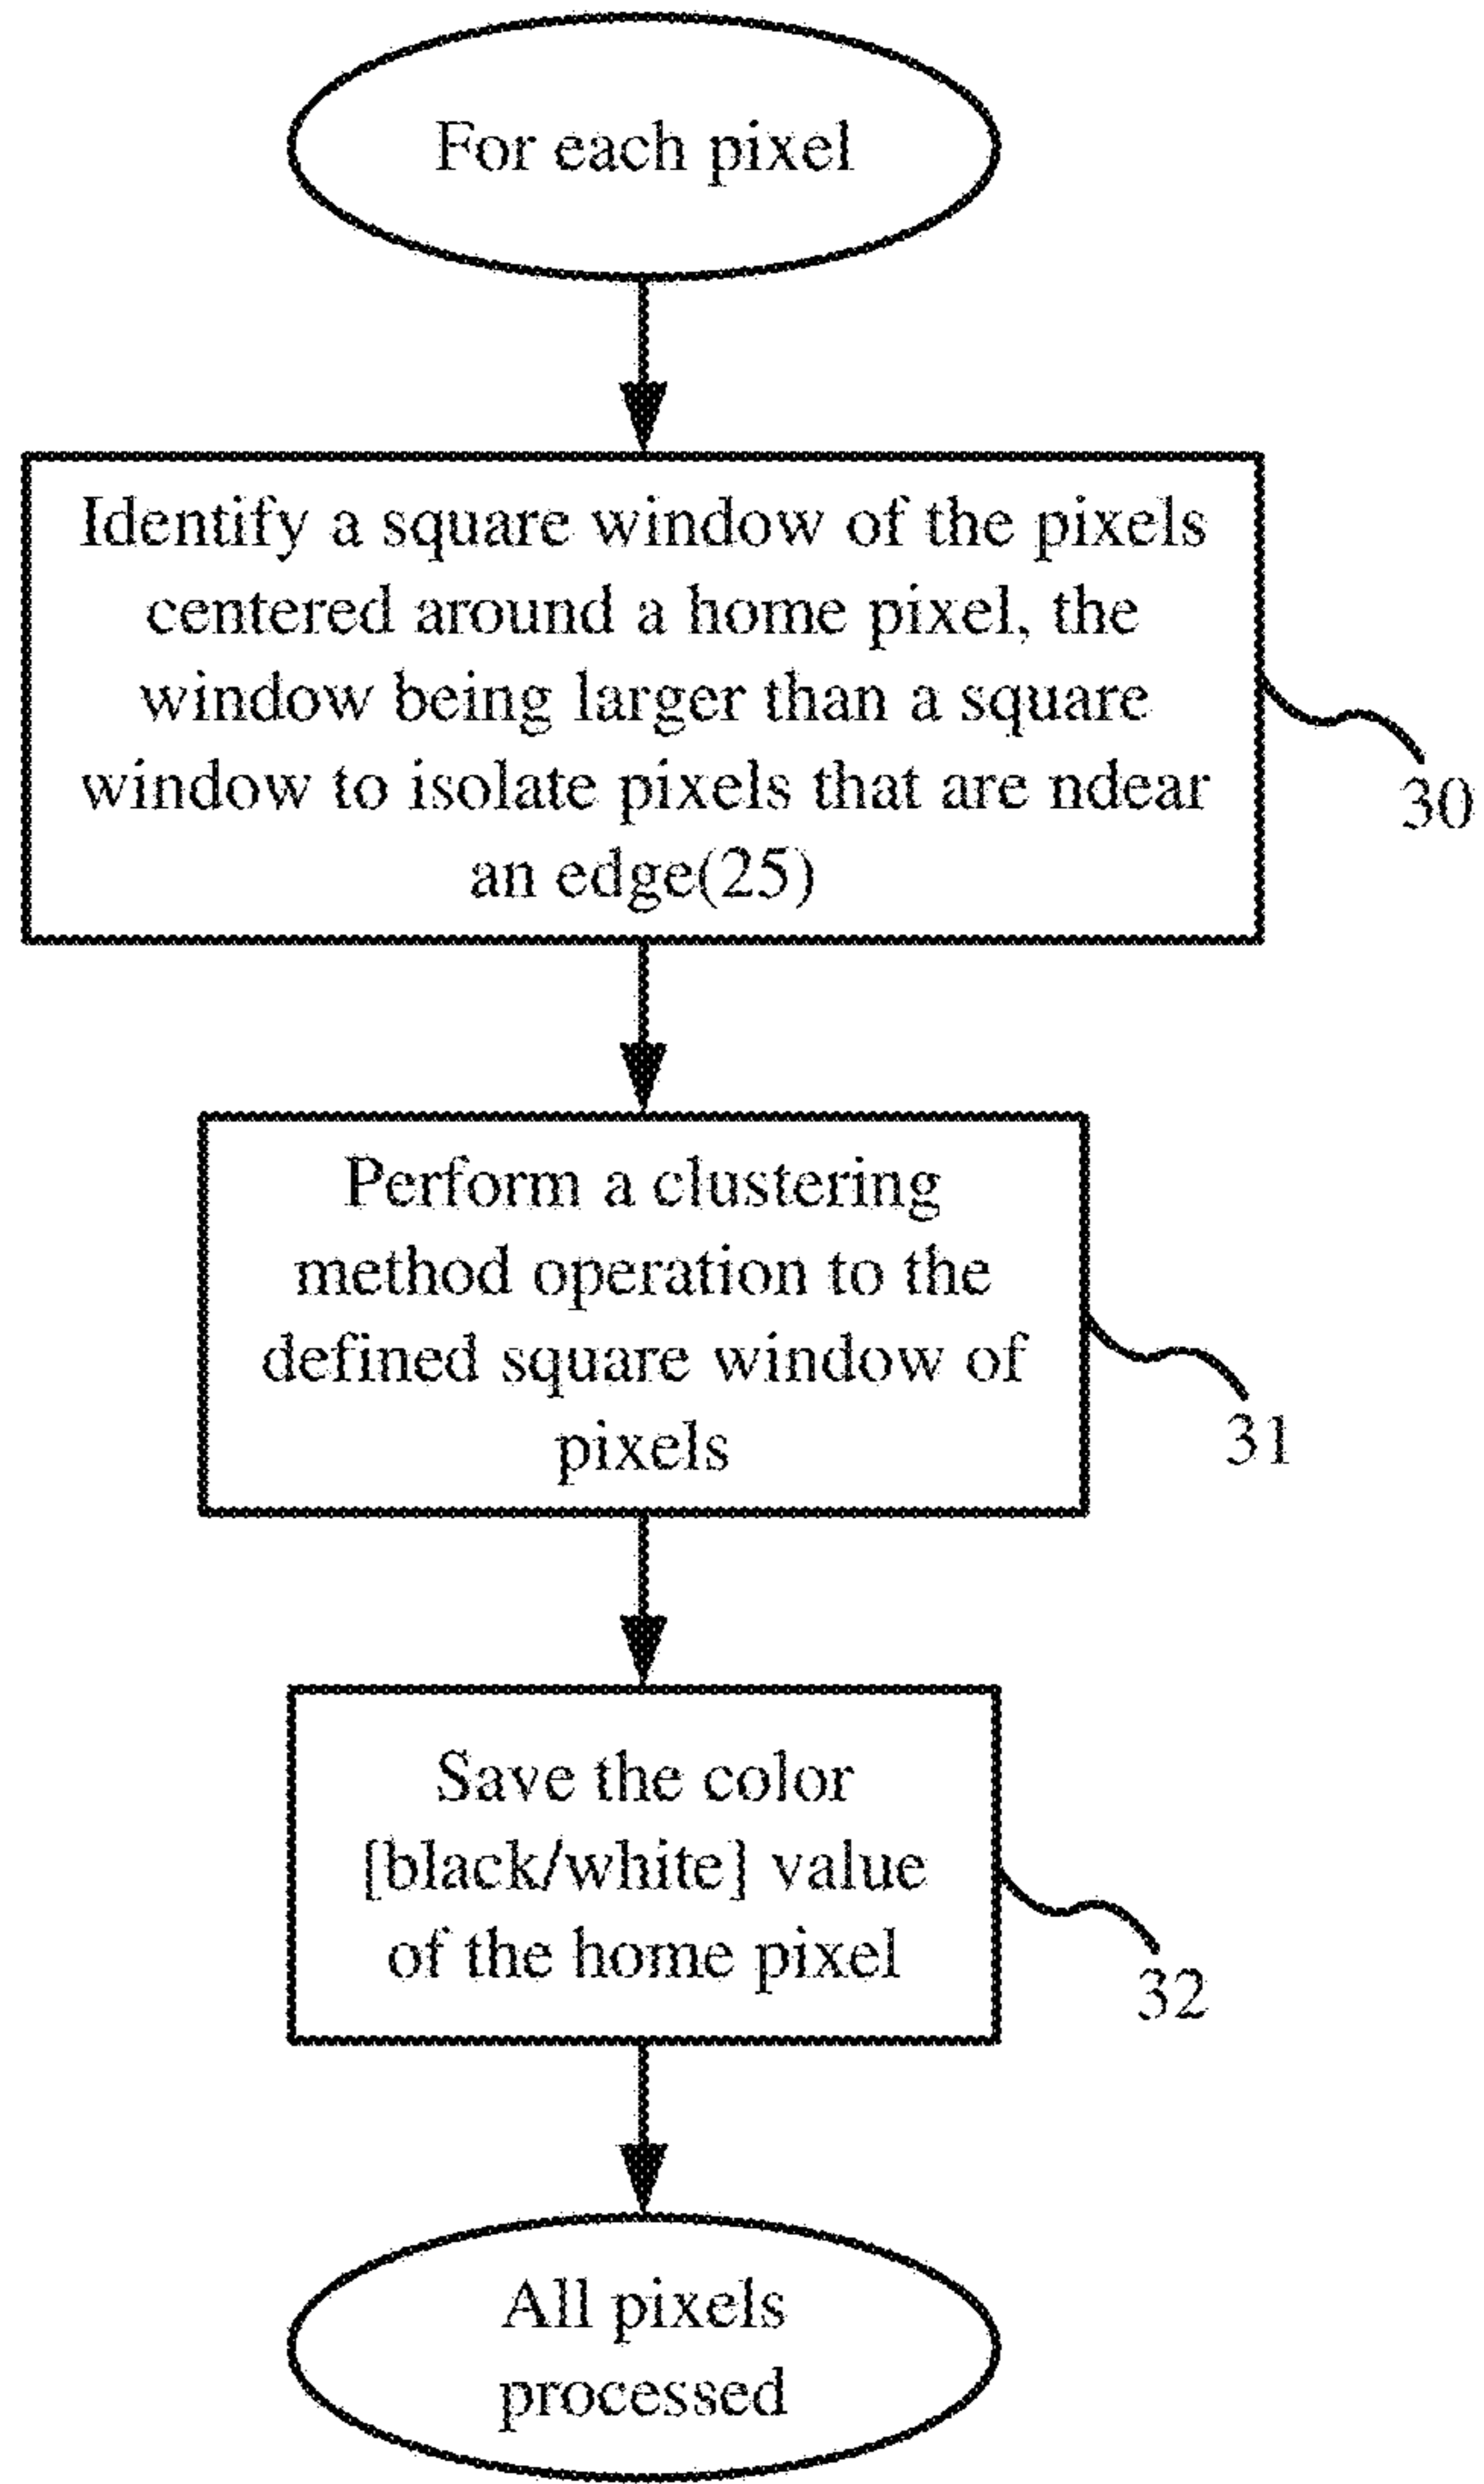 For each pixel
Identify a square window of the pixels
centered around a home pixel, the
window being larger than a square
window to isolate pixels that are ndear
an edge(25)
30
Perform a clustering
method operation to the
defined square window of
pixels
31
Save the color
[black/white] value
of the home pixel
32
All pixels
processed